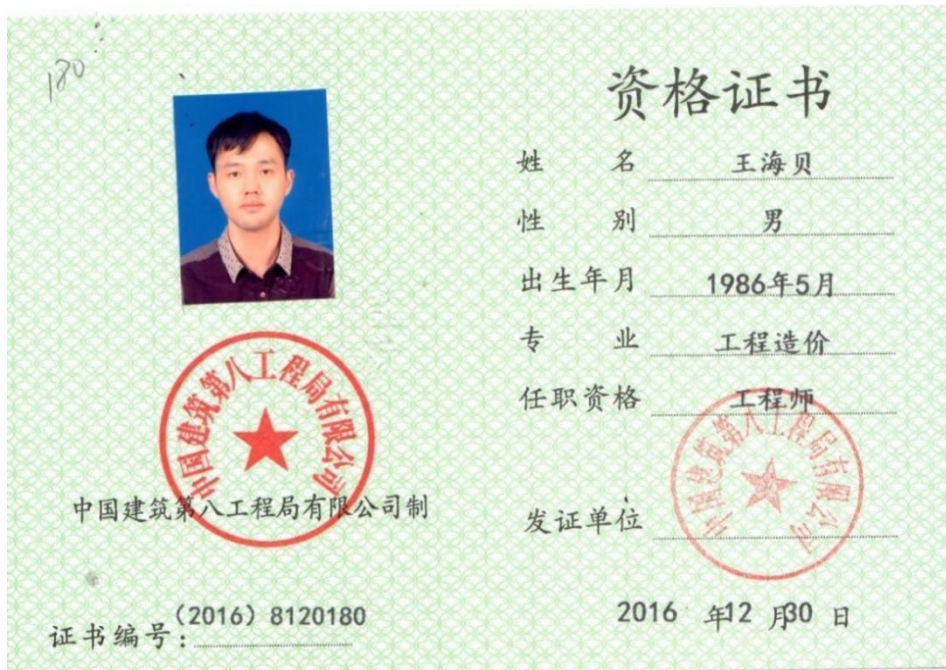 180
中国建筑第八工程局有限公司
中国建筑第八工程局有限公司制
证书编号：（2016）8120180
资格证书
姓 名 王海贝
性 别 男
出生年月 1986年5月
专 业 工程造价
任职资格 工程师
发证单位
中国建筑第八工程局有限公司
2016 年12 月30 日